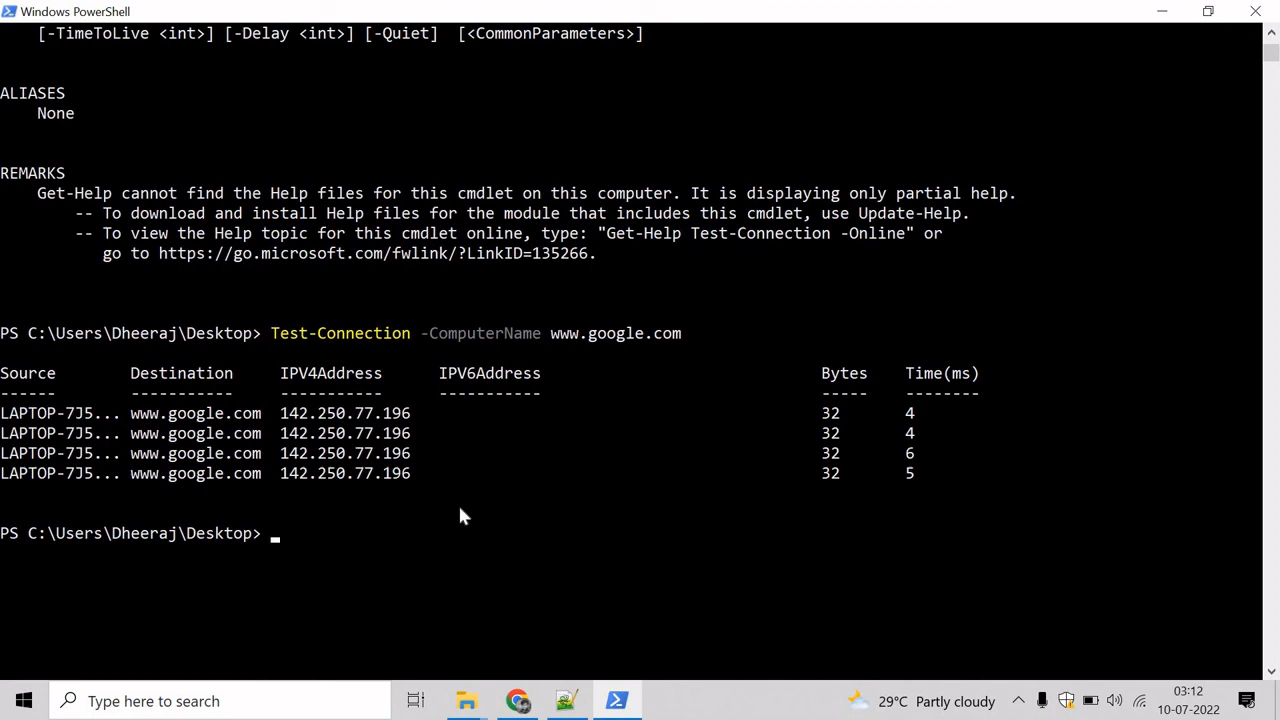 Windows PowerShell
[-TimeToLive <int>] [-Delay <int>] [-Quiet]  [<CommonParameters>]
ALIASES
None
REMARKS
Get-Help cannot find the Help files for this cmdlet on this computer. It is displaying only partial help.
-- To download and install Help files for the module that includes this cmdlet, use Update-Help.
-- To view the Help topic for this cmdlet online, type: "Get-Help Test-Connection -Online" or
go to https://go.microsoft.com/fwlink/?LinkID=135266.
PS C:\Users\Dheeraj\Desktop> Test-Connection -ComputerName www.google.com
Source Destination IPV4Address IPV6Address Bytes Time(ms)
------ ----------- ----------- ----------- ----- --------
LAPTOP-7J5... www.google.com 142.250.77.196 32 4
LAPTOP-7J5... www.google.com 142.250.77.196 32 4
LAPTOP-7J5... www.google.com 142.250.77.196 32 6
LAPTOP-7J5... www.google.com 142.250.77.196 32 5
PS C:\Users\Dheeraj\Desktop>
Type here to search
29°C Partly cloudy
03:12
10-07-2022